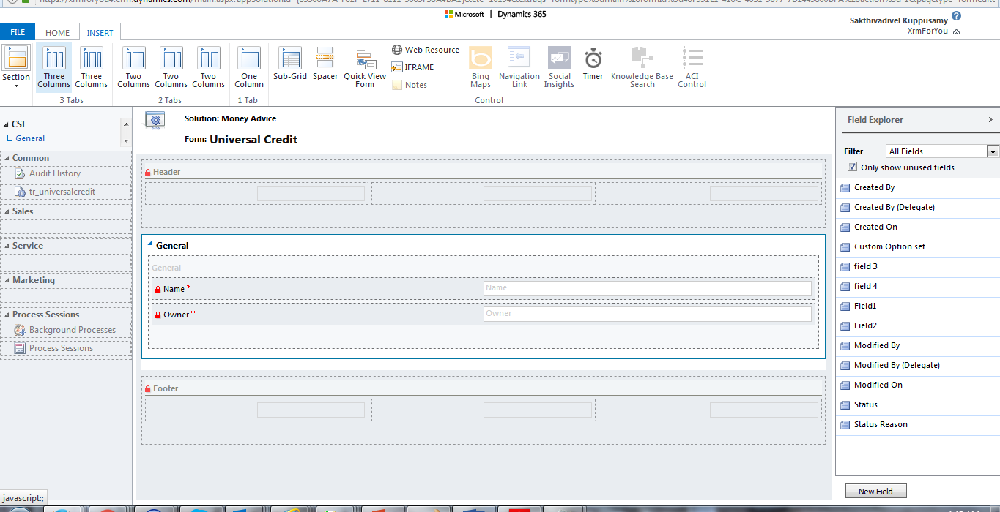 Microsoft | Dynamics 365
Sakthivadivel Kuppusamy
XrmForYou
FILE HOME INSERT
Section
Three Columns
Three Columns
3 Tabs
Two Columns
Two Columns
Two Columns
2 Tabs
One Column
1 Tab
Sub-Grid
Spacer
Quick View Form
Web Resource
IFRAME
Notes
Bing Maps
Navigation Link
Social Insights
Timer
Knowledge Base Search
ACI Control
Control
CSI
General
Common
Audit History
tr_universalcredit
Sales
Service
Marketing
Process Sessions
Background Processes
Process Sessions
Solution: Money Advice
Form: Universal Credit
Header
General
General
Name *
Name
Owner *
Owner
Footer
Field Explorer
Filter
All Fields
Only show unused fields
Created By
Created By (Delegate)
Created On
Custom Option set
field 3
field 4
Field1
Field2
Modified By
Modified By (Delegate)
Modified On
Status
Status Reason
New Field
javascript:;